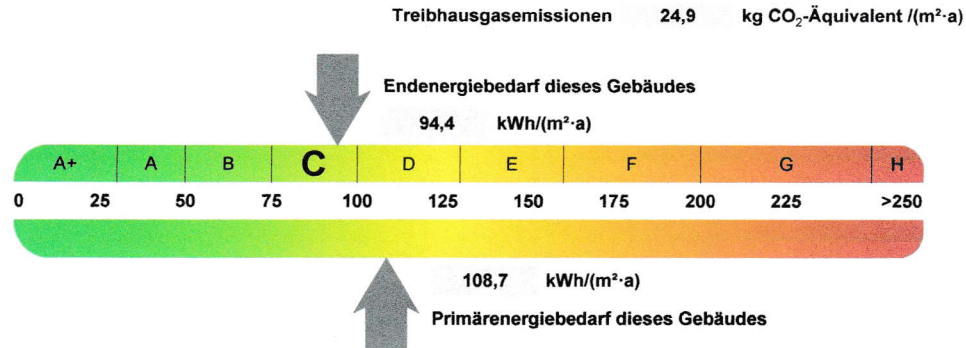 Treibhausgasemissionen 24,9 kg CO₂-Äquivalent /(m²·a)
Endenergiebedarf dieses Gebäudes
94,4 kWh/(m²·a)
A+ A B C D E F G H
0 25 50 75 100 125 150 175 200 225 >250
108,7 kWh/(m²·a)
Primärenergiebedarf dieses Gebäudes